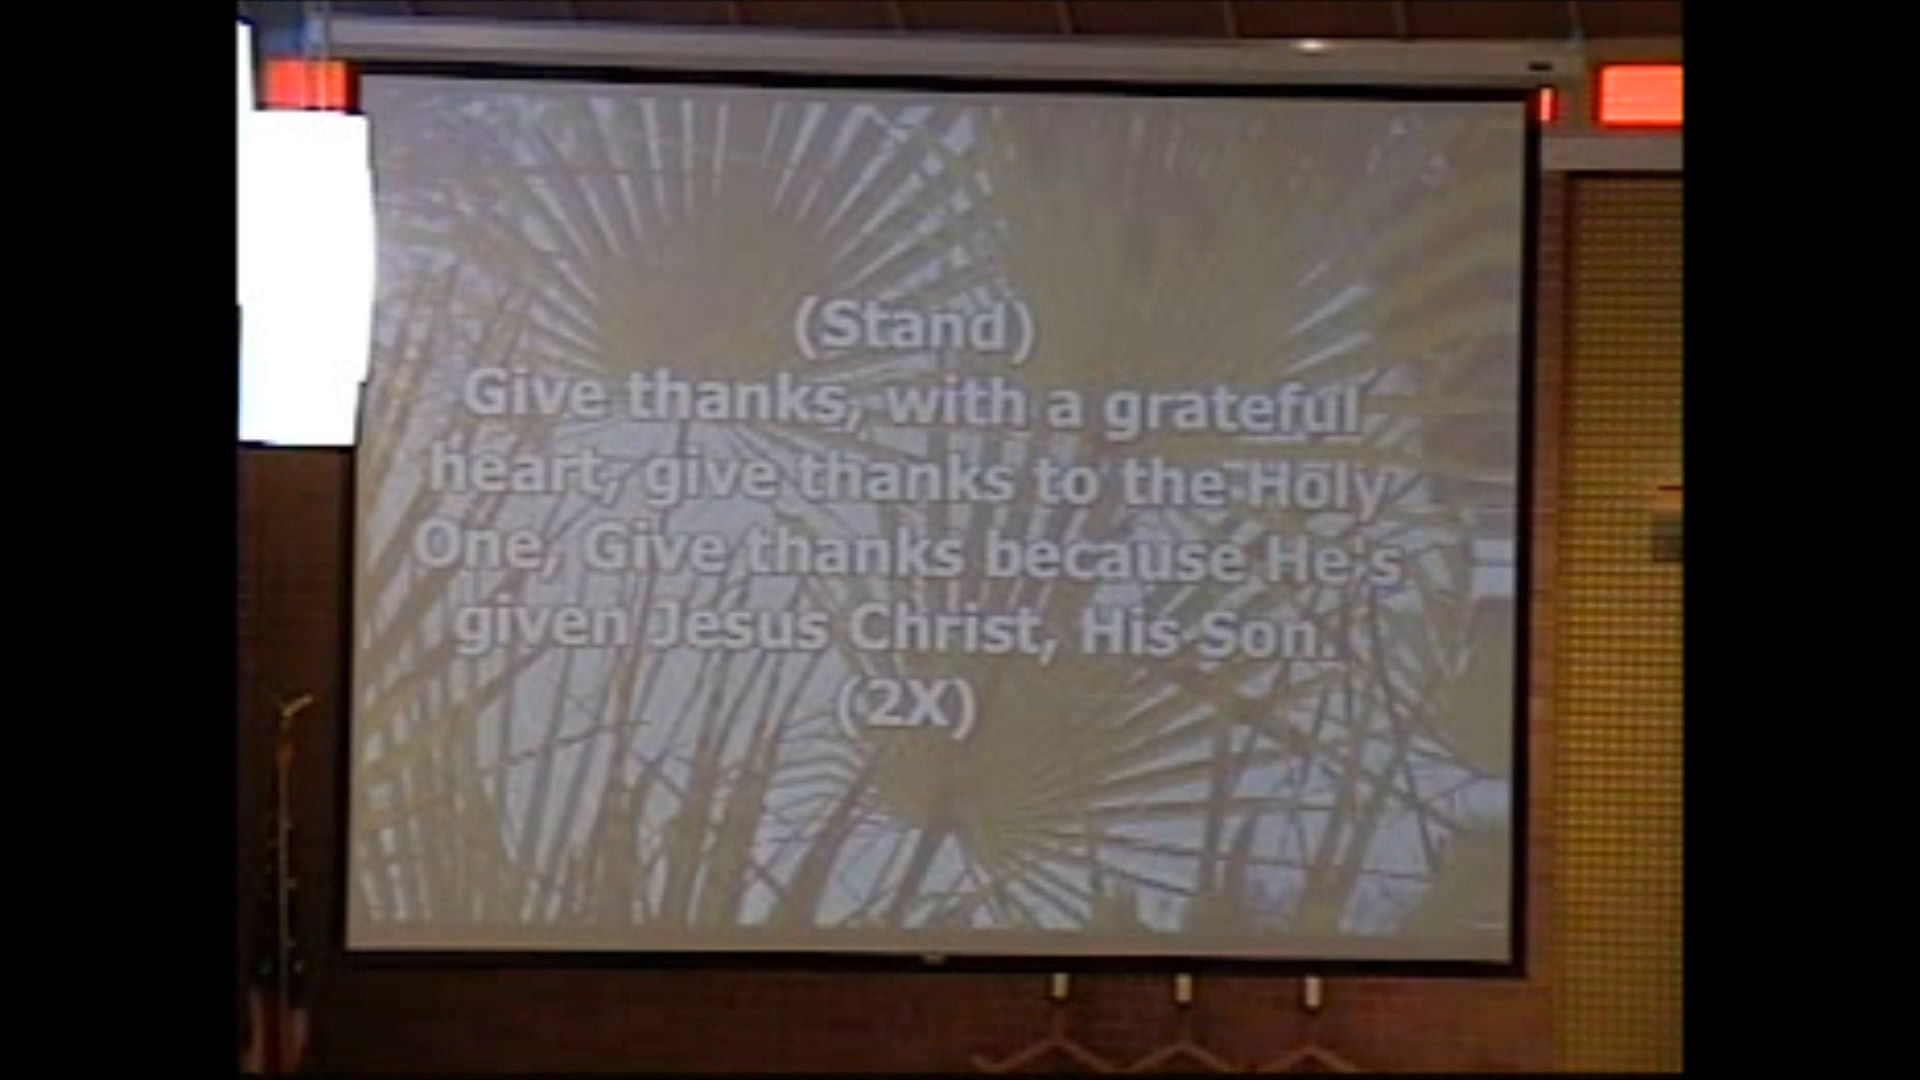 (Stand)
Give thanks, with a grateful
heart, give thanks to the Holy
One, Give thanks because He's
given Jesus Christ, His Son.
(2X)